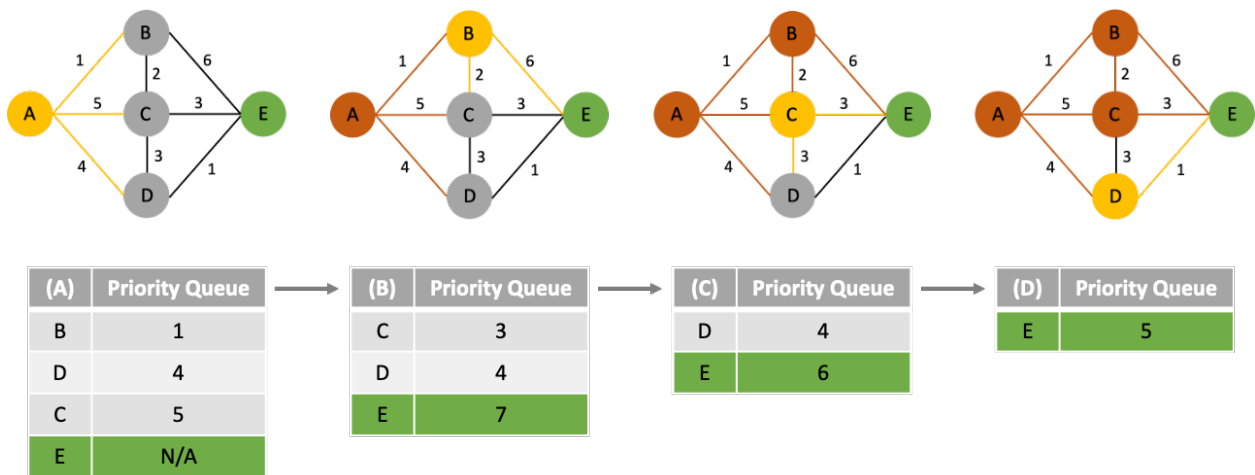 B
1
6
2
A
5
C
3
E
4
3
1
D
B
1
6
2
A
5
C
3
E
4
3
1
D
B
1
6
2
A
5
C
3
E
4
3
1
D
B
1
6
2
A
5
C
3
E
4
3
1
D
(A) Priority Queue
B 1
D 4
C 5
E N/A
(B) Priority Queue
C 3
D 4
E 7
(C) Priority Queue
D 4
E 6
(D) Priority Queue
E 5